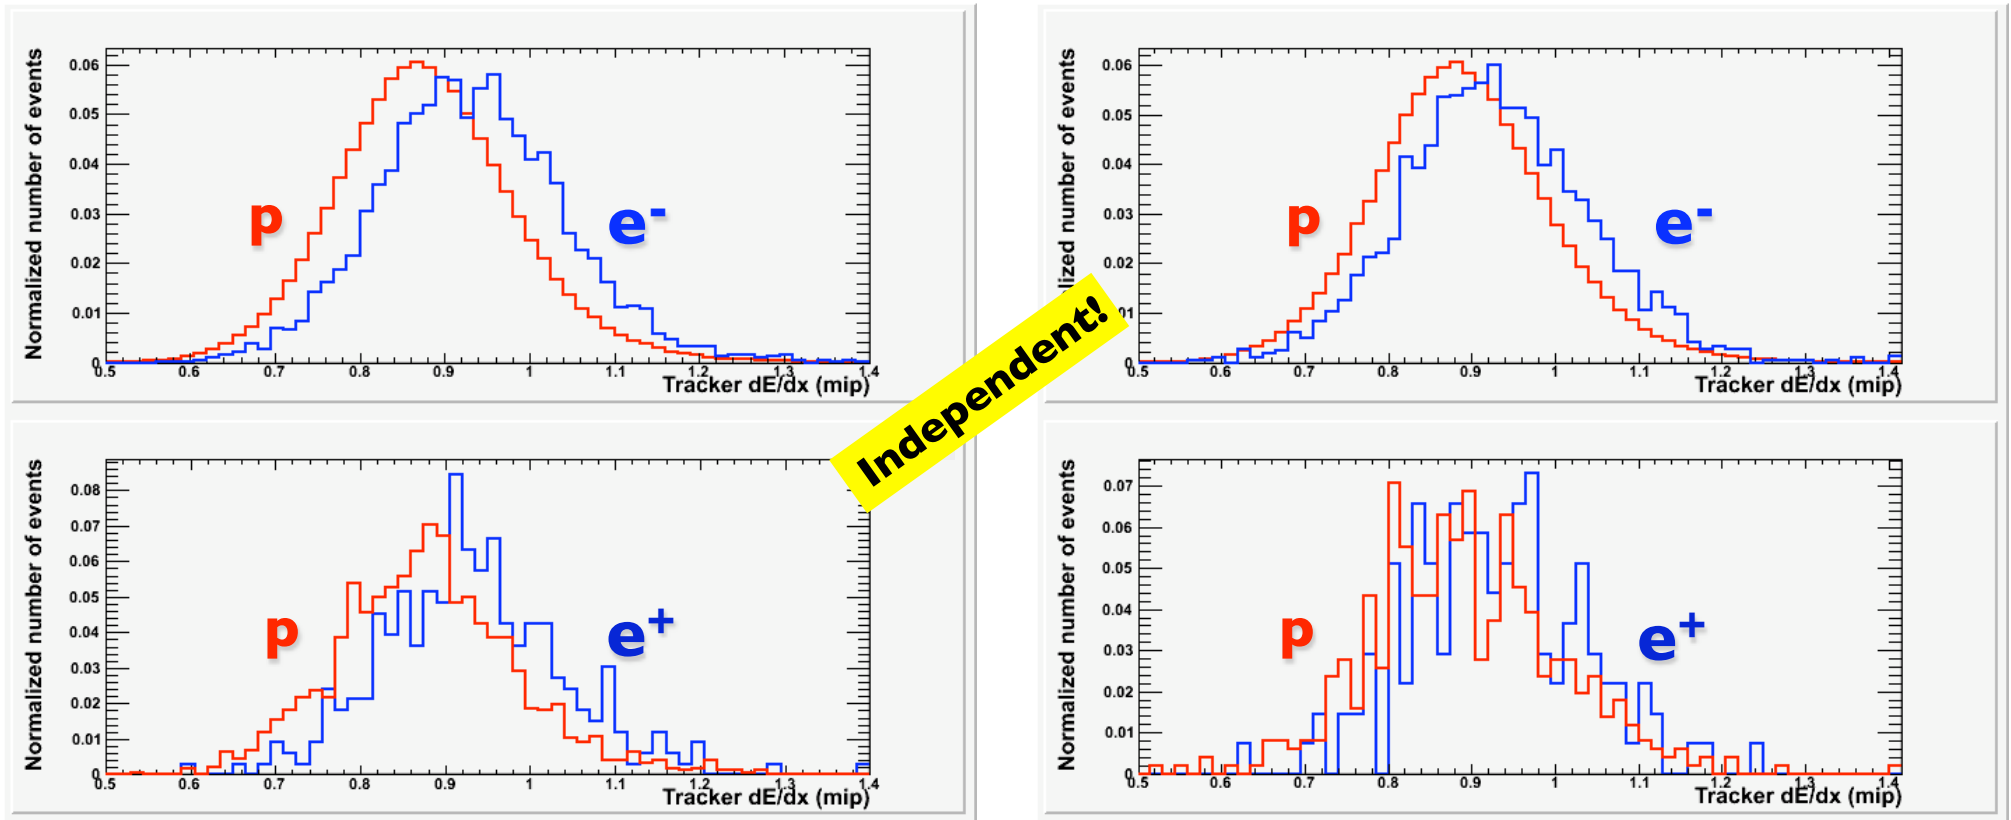 Normalized number of events
0.06
0.05
0.04
0.03
0.02
0.01
0
p
e-
0.5 0.6 0.7 0.8 0.9 1 1.1 1.2 1.3 1.4
Tracker dE/dx (mip)
alized number of events
0.06
0.05
0.04
0.03
0.02
01
0
p
e-
0.5 0.6 0.7 0.8 0.9 1 1.1 1.2 1.3 1.4
Tracker dE/dx (mip)
Independent!
Normalized number of events
0.08
0.07
0.06
0.05
0.04
0.03
0.02
0.01
0
p
e+
0.5 0.6 0.7 0.8 0.9 1 1.1 1.2 1.3 1.4
Tracker dE/dx (mip)
Normalized number of events
0.07
0.06
0.05
0.04
0.03
0.02
0.01
0
p
e+
0.5 0.6 0.7 0.8 0.9 1 1.1 1.2 1.3 1.4
Tracker dE/dx (mip)